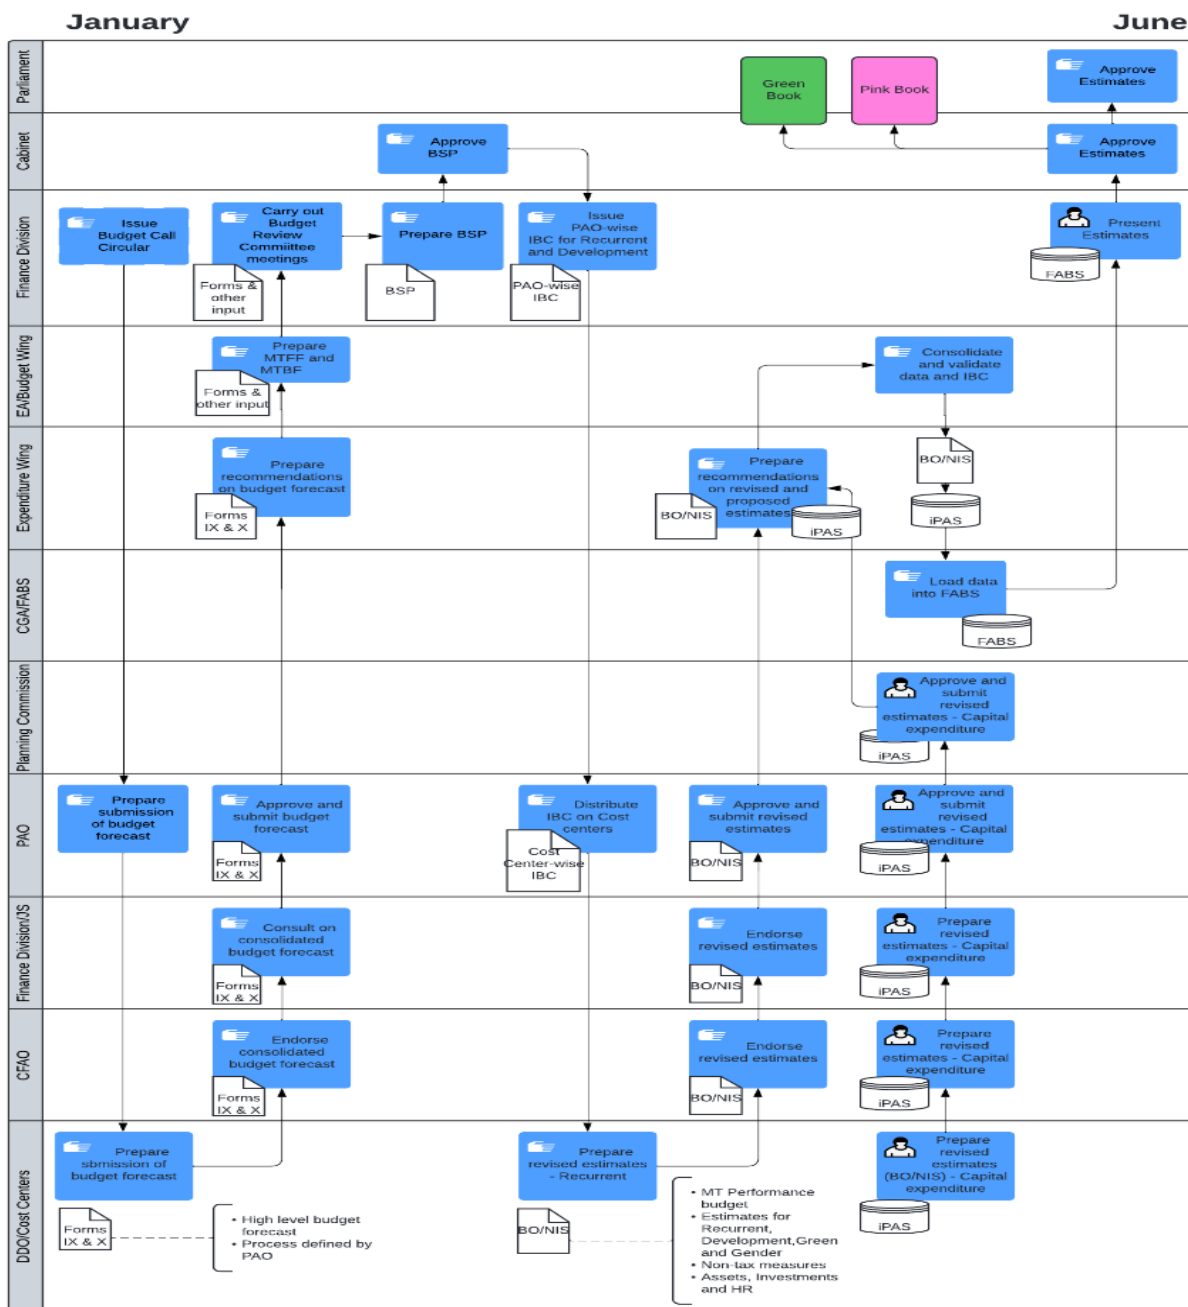 January
June
Parliament
Green
Book
Pink Book
Approve
Estimates
Cabinet
Approve
BSP
Approve
Estimates
Finance Division
Issue
Budget Call
Circular
Carry out
Budget
Review
Commiittee
meetings
Forms &
other
input
Prepare BSP
BSP
Issue
PAO-wise
IBC for Recurrent
and Development
PAO-wise
IBC
Present
Estimates
FABS
EA/Budget Wing
Prepare
MTFF and
MTBF
Forms &
other input
Consolidate
and validate
data and IBC
Expenditure Wing
Prepare
recommendations
on budget forecast
Forms
IX & X
Prepare
recommendations
on revised and
proposed
estimates
BO/NIS
iPAS
BO/NIS
iPAS
CGA/FABS
Load data
into FABS
FABS
Planning Commission
Approve and
submit
revised
estimates - Capital
expenditure
iPAS
PAO
Prepare
submission
of budget
forecast
Approve and
submit budget
forecast
Forms
IX & X
Distribute
IBC on Cost
centers
Cost
Center-wise
IBC
Approve and
submit revised
estimates
BO/NIS
Approve and
submit
revised
estimates - Capital
expenditure
iPAS
Finance Division/JS
Consult on
consolidated
budget forecast
Forms
IX & X
Endorse
revised estimates
BO/NIS
Prepare
revised
estimates - Capital
expenditure
iPAS
CFAO
Endorse
consolidated
budget forecast
Forms
IX & X
Endorse
revised estimates
BO/NIS
Prepare
revised
estimates - Capital
expenditure
iPAS
DDO/Cost Centers
Prepare
sbmission of
budget forecast
Forms
IX & X
• High level budget
forecast
• Process defined by
PAO
Prepare
revised estimates
- Recurrent
BO/NIS
• MT Performance
budget
• Estimates for
Recurrent,
Development,Green
and Gender
• Non-tax measures
• Assets, Investments
and HR
Prepare
revised
estimates
(BO/NIS) - Capital
expenditure
iPAS